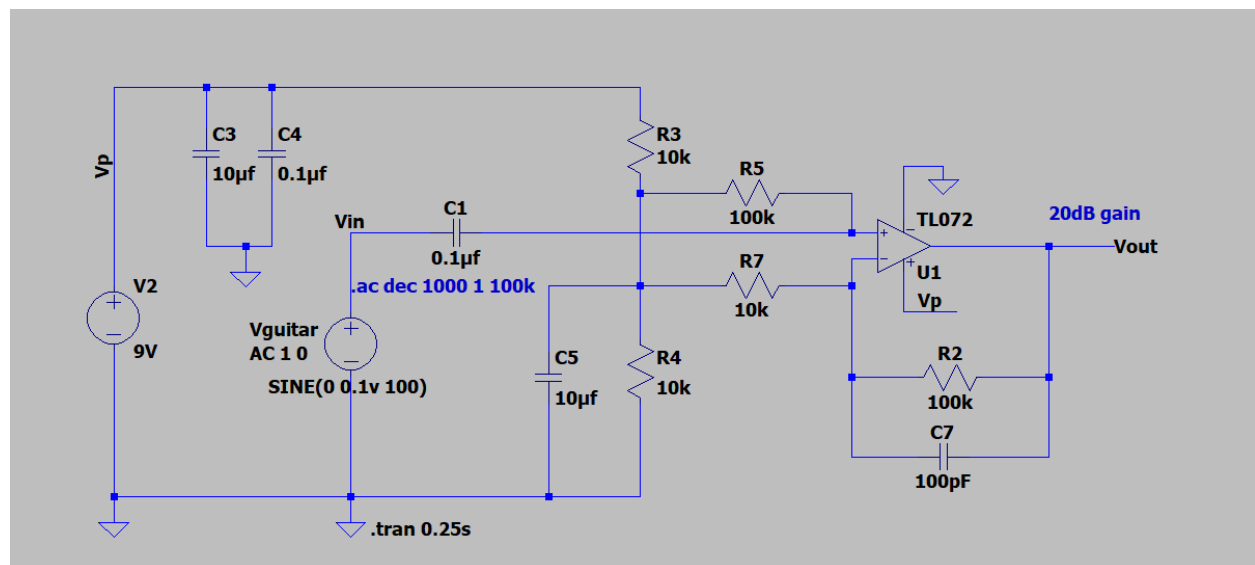 C3
10µf
C4
0.1µf
R3
10k
Vp
R5
100k
TL072
20dB gain
C1
0.1µf
Vin
Vout
U1
Vp
R7
10k
.ac dec 1000 1 100k
V2
9V
Vguitar
AC 1 0
SINE(0 0.1v 100)
C5
10µf
R4
10k
R2
100k
C7
100pF
.tran 0.25s